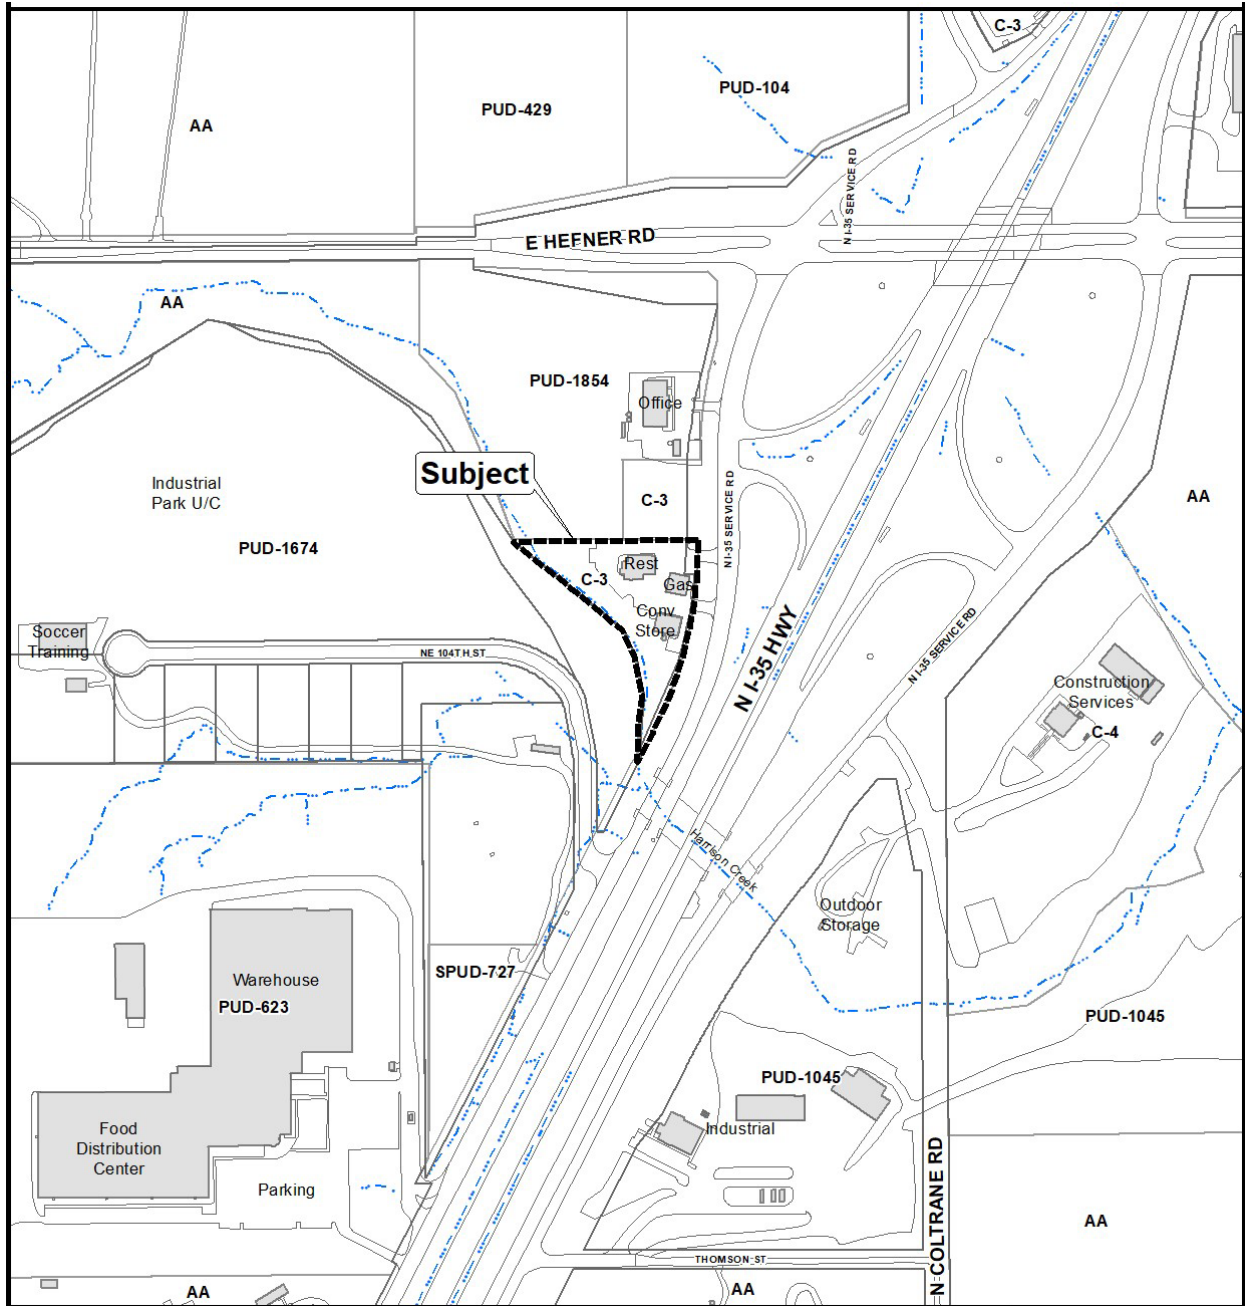 C-3
PUD-104
PUD-429
AA
N I-35 SERVICE RD
E HEFNER RD
AA
PUD-1854
Office
Subject
Industrial
Park U/C
C-3
N I-35 SERVICE RD
AA
PUD-1674
Rest
C-3
Gas
Conv
Store
Soccer
Training
NE 104TH ST
N I-35 HWY
N I-35 SERVICE RD
Construction
Services
C-4
Harrison Creek
Outdoor
Storage
SPUD-727
Warehouse
PUD-623
PUD-1045
PUD-1045
Industrial
Food
Distribution
Center
Parking
N COLTRANE RD
AA
THOMSON ST
AA
AA